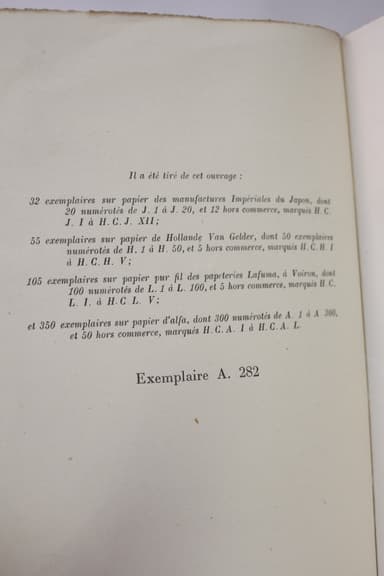 Il a été tiré de cet ouvrage :
32 exemplaires sur papier des manufactures Impériales du Japon, dont
20 numérotés de J. 1 à J. 20, et 12 hors commerce, marqués H. C.
J. I à H. C. J. XII ;
55 exemplaires sur papier de Hollande Van Gelder, dont 50 exemplaires
numérotés de H. 1 à H. 50, et 5 hors commerce, marqués H. C. H. I
à H. C. H. V ;
105 exemplaires sur papier pur fil des papeteries Lafuma, à Voiron, dont
100 numérotés de L. 1 à L. 100, et 5 hors commerce, marqués H C.
L. I. à H. C L. V ;
et 350 exemplaires sur papier d'alfa, dont 300 numérotés de A. 1 à A 300,
et 50 hors commerce, marqués H. C. A. I à H. C. A. L.
Exemplaire A. 282